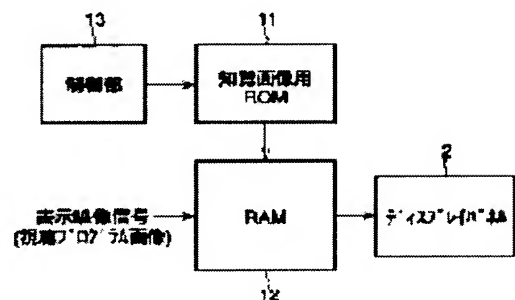 13
11
制御部
知覚画像用
ROM
2
表示映像信号
(視聴プログラム画像)
RAM
ディスプレイパネル
12